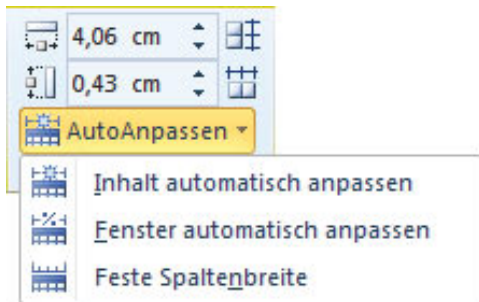 4,06 cm
0,43 cm
AutoAnpassen
Inhalt automatisch anpassen
Fenster automatisch anpassen
Feste Spaltenbreite